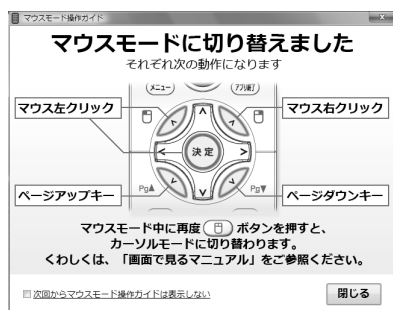 マウスモード操作ガイド
マウスモードに切り替えました
それぞれ次の動作になります
メニュー
アプリ終了
マウス左クリック
マウス右クリック
決定
Pg▲
Pg▼
ページアップキー
ページダウンキー
マウスモード中に再度 ボタンを押すと、
カーソルモードに切り替わります。
くわしくは、「画面で見るマニュアル」をご参照ください。
次回からマウスモード操作ガイドは表示しない
閉じる